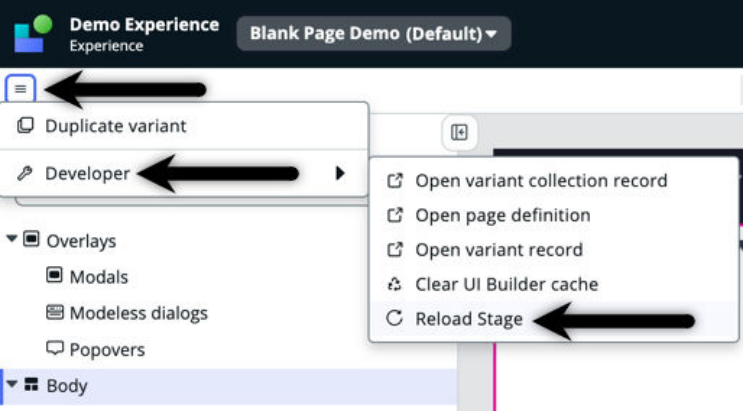 Demo Experience
Experience
Blank Page Demo (Default)
Duplicate variant
Developer
Open variant collection record
Open page definition
Open variant record
Clear UI Builder cache
Reload Stage
Overlays
Modals
Modeless dialogs
Popovers
Body